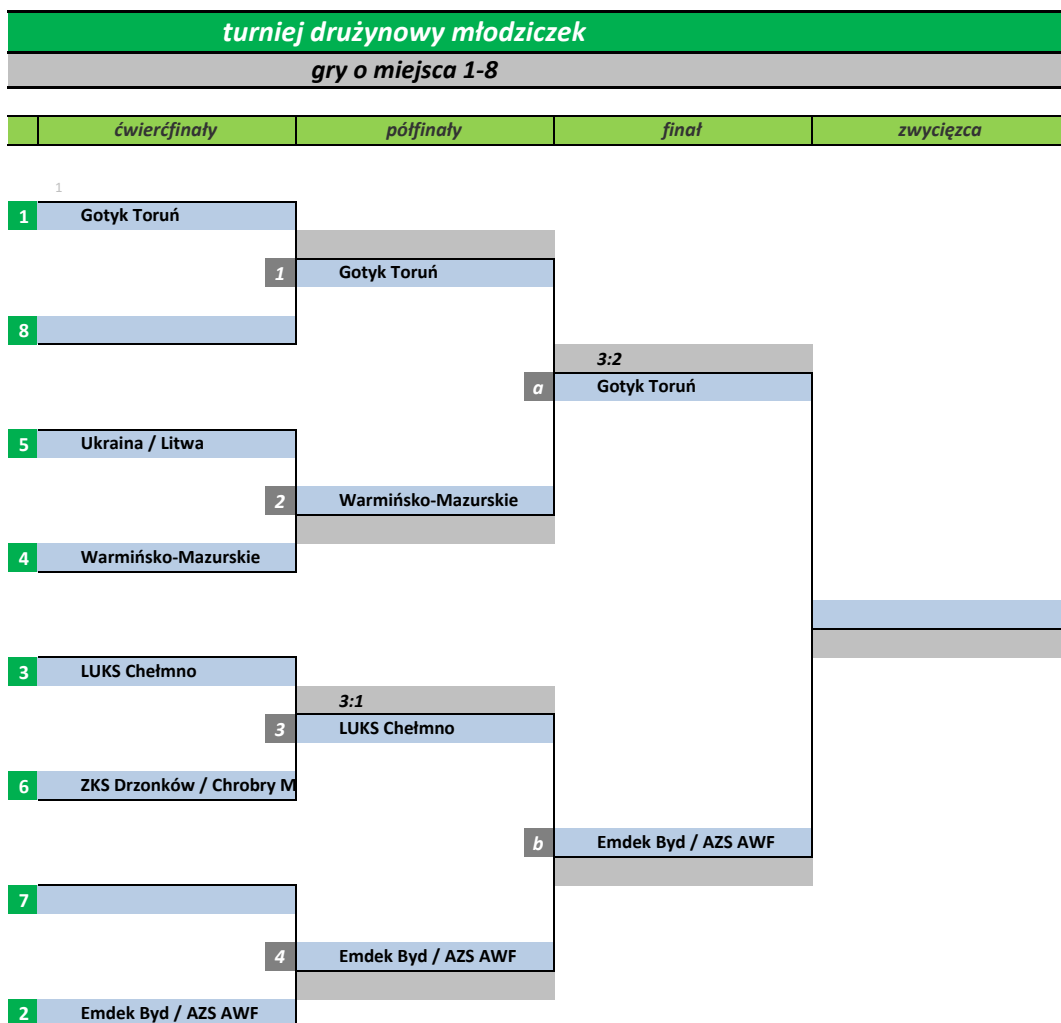 turniej drużynowy młodziczek
gry o miejsca 1-8
ćwierćfinały półfinały finał zwycięzca
1
1 Gotyk Toruń
1 Gotyk Toruń
8
3:2
a Gotyk Toruń
5 Ukraina / Litwa
2 Warmińsko-Mazurskie
4 Warmińsko-Mazurskie
3 LUKS Chełmno
3:1
3 LUKS Chełmno
6 ZKS Drzonków / Chrobry M
b Emdek Byd / AZS AWF
7
4 Emdek Byd / AZS AWF
2 Emdek Byd / AZS AWF